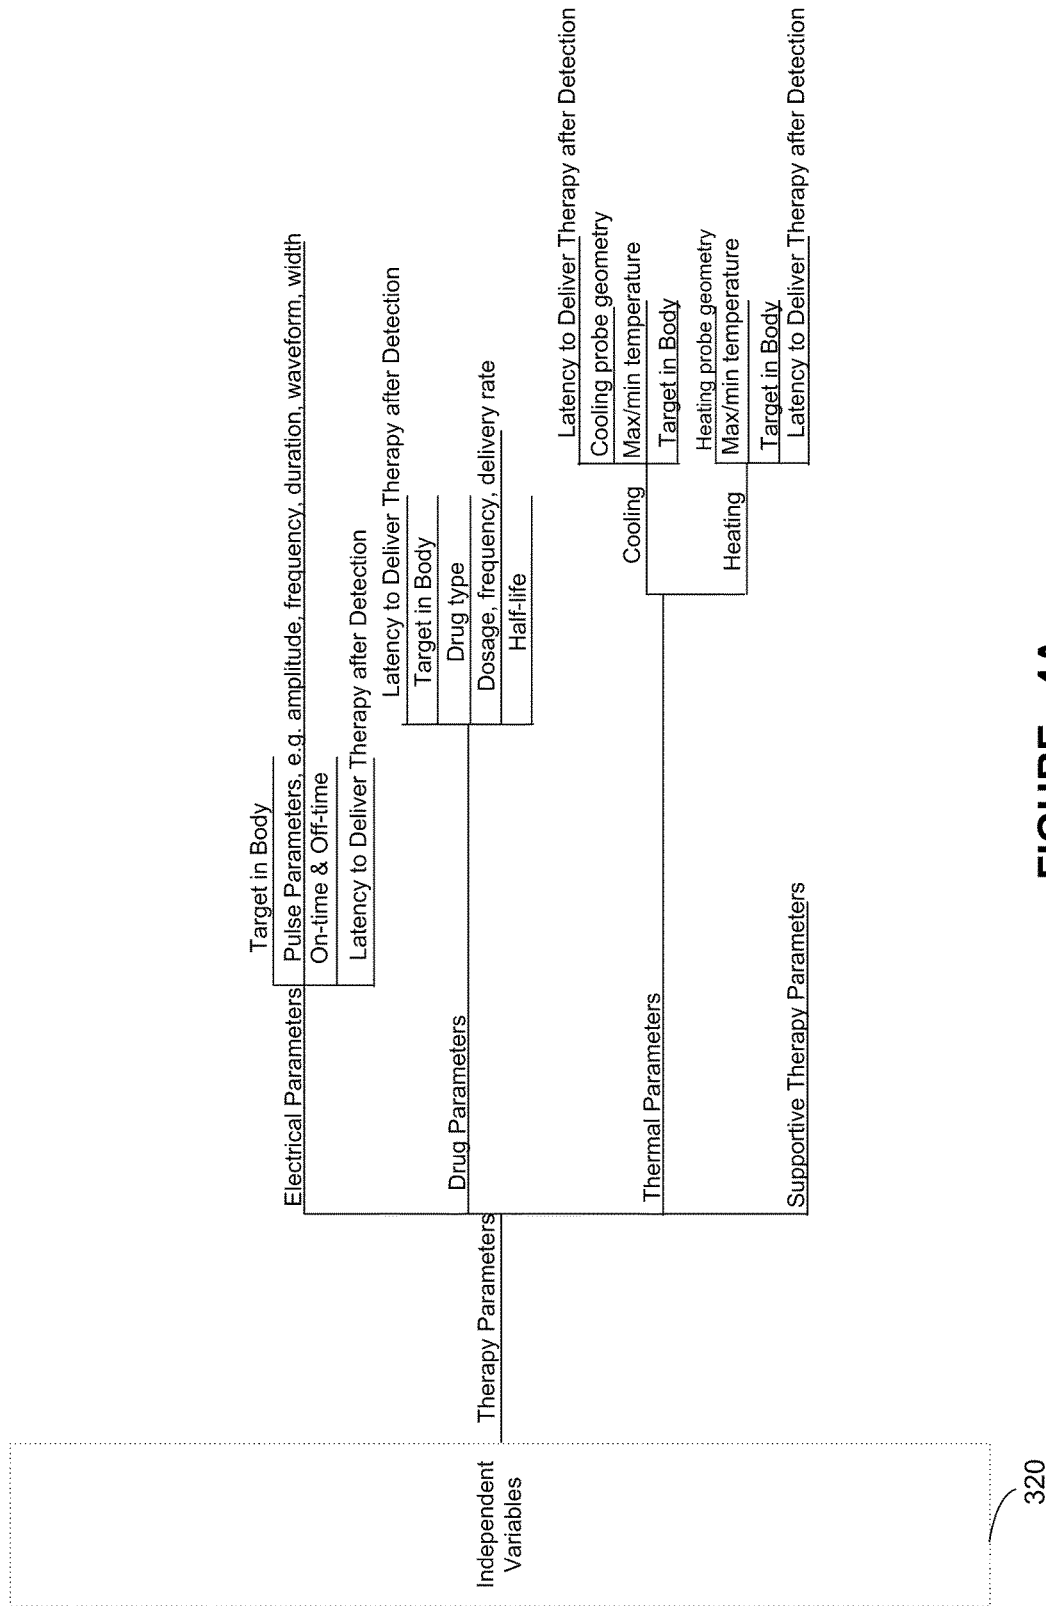 Independent
Variables
320
Therapy Parameters
Electrical Parameters
Target in Body
Pulse Parameters, e.g. amplitude, frequency, duration, waveform, width
On-time & Off-time
Latency to Deliver Therapy after Detection
Drug Parameters
Latency to Deliver Therapy after Detection
Target in Body
Drug type
Dosage, frequency, delivery rate
Half-life
Thermal Parameters
Cooling
Latency to Deliver Therapy after Detection
Cooling probe geometry
Max/min temperature
Target in Body
Heating
Heating probe geometry
Max/min temperature
Target in Body
Latency to Deliver Therapy after Detection
Supportive Therapy Parameters